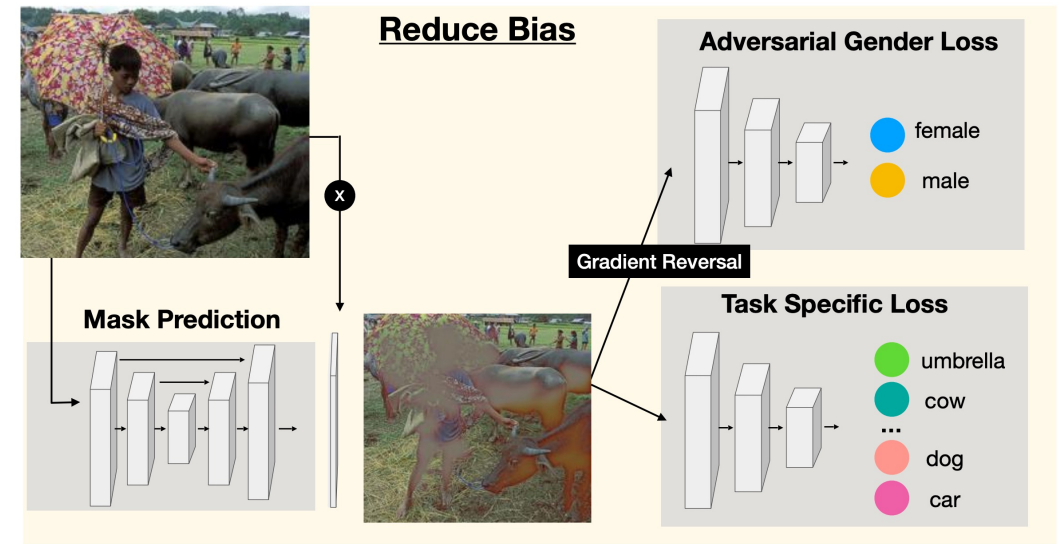 Reduce Bias
Adversarial Gender Loss
female
male
X
Gradient Reversal
Mask Prediction
Task Specific Loss
umbrella
cow
...
dog
car